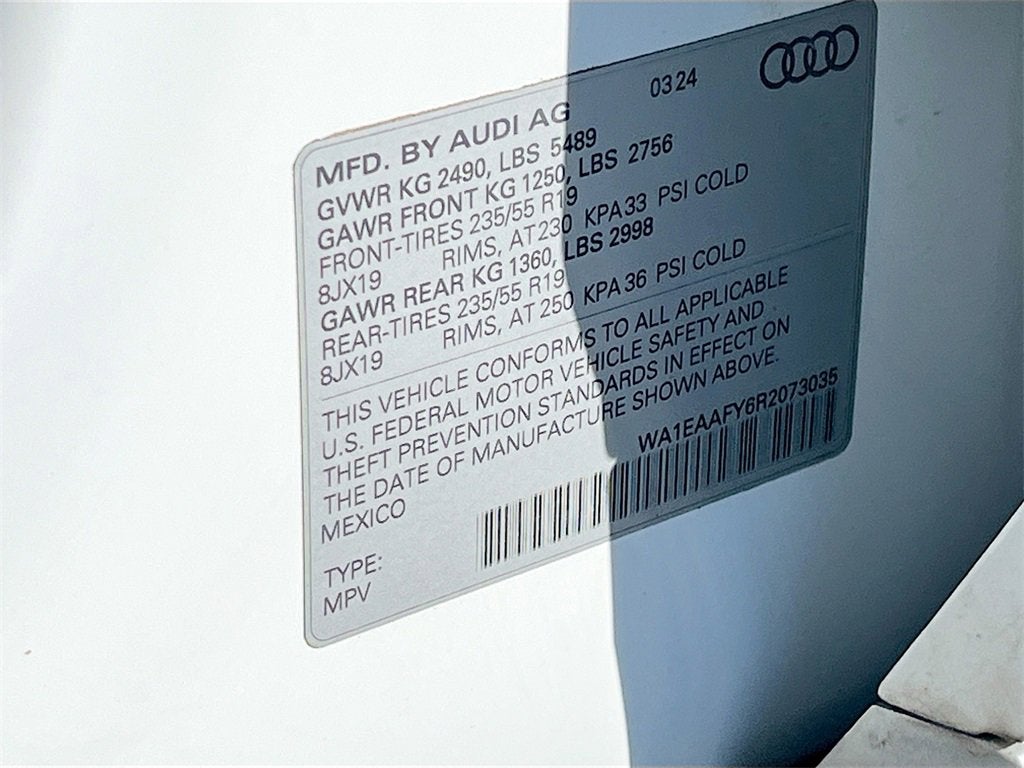 0324
MFD. BY AUDI AG
GVWR KG 2490, LBS 5489
GAWR FRONT KG 1250, LBS 2756
FRONT-TIRES 235/55 R19
8JX19 RIMS, AT 230 KPA 33 PSI COLD
GAWR REAR KG 1360, LBS 2998
REAR-TIRES 235/55 R19
8JX19 RIMS, AT 250 KPA 36 PSI COLD
THIS VEHICLE CONFORMS TO ALL APPLICABLE
U.S. FEDERAL MOTOR VEHICLE SAFETY AND
THEFT PREVENTION STANDARDS IN EFFECT ON
THE DATE OF MANUFACTURE SHOWN ABOVE.
MEXICO
WA1EAAFY6R2073035
TYPE:
MPV